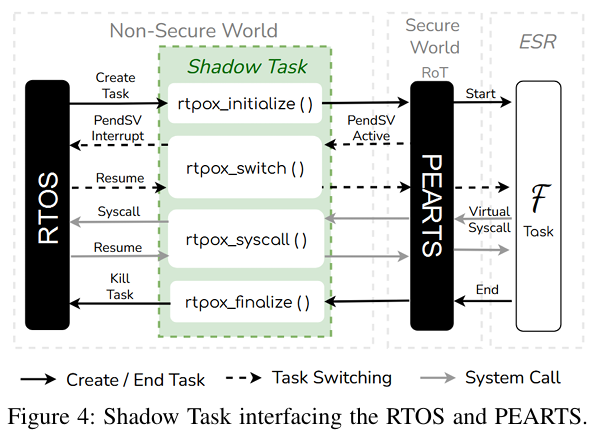 Non-Secure World
Secure
World
ESR
Shadow Task
RoT
Create
Task
rtpox_initialize()
Start
PendSV
Interrupt
PendSV
Active
rtpox_switch()
Resume
RTOS
PEARTS
F
Task
Syscall
rtpox_syscall()
Virtual
Syscall
Resume
Kill
Task
rtpox_finalize()
End
Create / End Task
Task Switching
System Call
Figure 4: Shadow Task interfacing the RTOS and PEARTS.